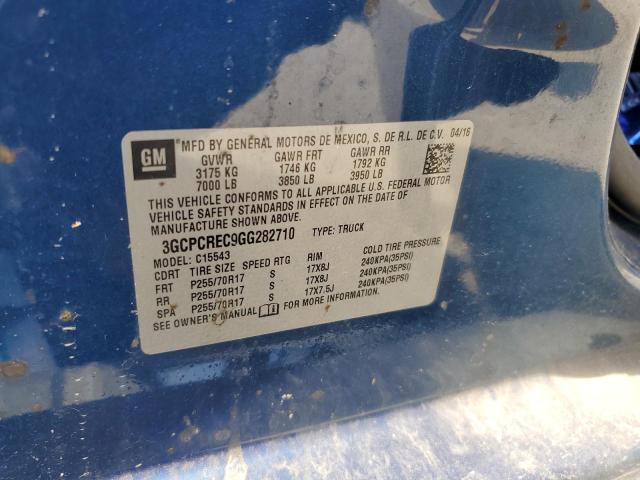 GM
MFD BY GENERAL MOTORS DE MEXICO, S. DE R.L. DE C.V. 04/16
GVWR GAWR FRT GAWR RR
3175 KG 1746 KG 1792 KG
7000 LB 3850 LB 3950 LB
THIS VEHICLE CONFORMS TO ALL APPLICABLE U.S. FEDERAL MOTOR
VEHICLE SAFETY STANDARDS IN EFFECT ON THE DATE OF
MANUFACTURE SHOWN ABOVE.
3GCPCREC9GG282710 TYPE: TRUCK
MODEL: C15543
CDRT TIRE SIZE SPEED RTG RIM COLD TIRE PRESSURE
FRT P255/70R17 S 17X8J 240KPA(35PSI)
RR P255/70R17 S 17X8J 240KPA(35PSI)
SPA P255/70R17 S 17X7.5J 240KPA(35PSI)
SEE OWNER'S MANUAL FOR MORE INFORMATION.